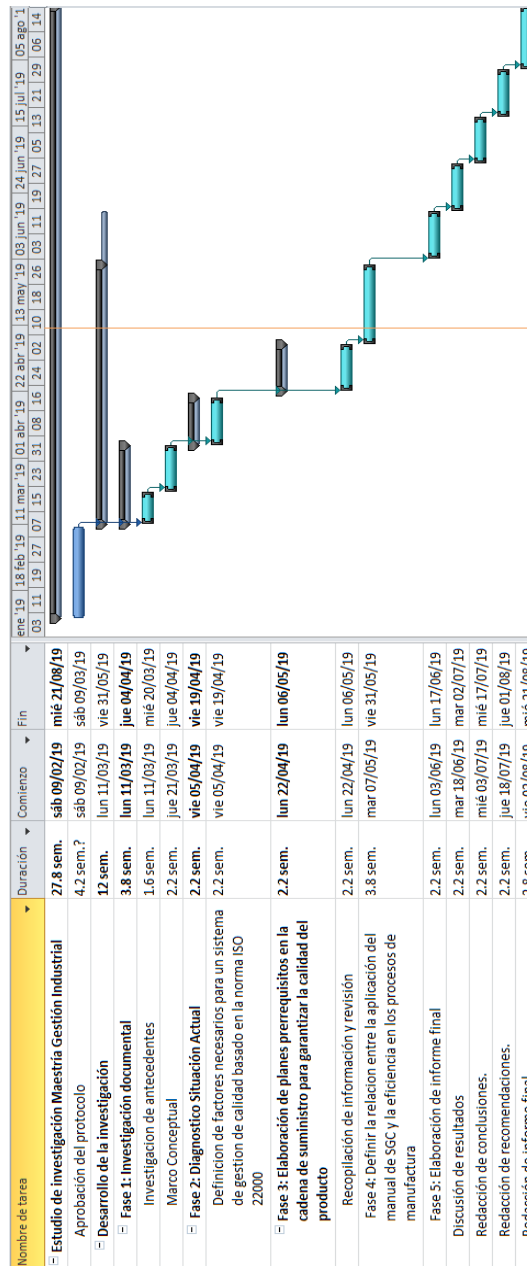 Nombre de tarea Duración Comienzo Fin
ene '19 18 feb '19 11 mar '19 01 abr '19 22 abr '19 13 may '19 03 jun '19 24 jun '19 15 jul '19 05 ago '1
03 11 19 27 07 15 23 31 08 16 24 02 10 18 26 03 11 19 27 05 13 21 29 06 14
Estudio de investigación Maestría Gestión Industrial 27.8 sem. sáb 09/02/19 mié 21/08/19
Aprobación del protocolo 4.2 sem.? sáb 09/02/19 sáb 09/03/19
Desarrollo de la investigación 12 sem. lun 11/03/19 vie 31/05/19
Fase 1: Investigación documental 3.8 sem. lun 11/03/19 jue 04/04/19
Investigacion de antecedentes 1.6 sem. lun 11/03/19 mié 20/03/19
Marco Conceptual 2.2 sem. jue 21/03/19 jue 04/04/19
Fase 2: Diagnostico Situación Actual 2.2 sem. vie 05/04/19 vie 19/04/19
Definicion de factores necesarios para un sistema 2.2 sem. vie 05/04/19 vie 19/04/19
de gestion de calidad basado en la norma ISO
22000
Fase 3: Elaboración de planes prerrequisitos en la 2.2 sem. lun 22/04/19 lun 06/05/19
cadena de suministro para garantizar la calidad del
producto
Recopilación de información y revisión 2.2 sem. lun 22/04/19 lun 06/05/19
Fase 4: Definir la relacion entre la aplicación del 3.8 sem. mar 07/05/19 vie 31/05/19
manual de SGC y la eficiencia en los procesos de
manufactura
Fase 5: Elaboración de informe final 2.2 sem. lun 03/06/19 lun 17/06/19
Discusión de resultados 2.2 sem. mar 18/06/19 mar 02/07/19
Redacción de conclusiones. 2.2 sem. mié 03/07/19 mié 17/07/19
Redacción de recomendaciones. 2.2 sem. jue 18/07/19 jue 01/08/19
Redacción de informe final 2.8 sem. vie 02/08/19 mié 21/08/19